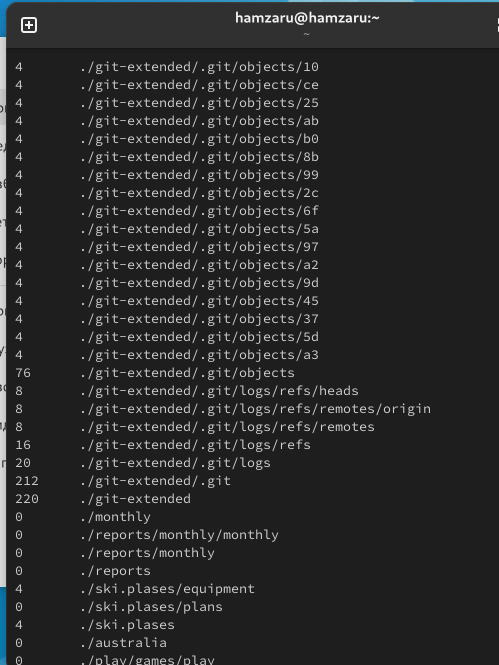 hamzaru@hamzaru:~
~
4 ./git-extended/.git/objects/10
4 ./git-extended/.git/objects/ce
4 ./git-extended/.git/objects/25
4 ./git-extended/.git/objects/ab
4 ./git-extended/.git/objects/b0
4 ./git-extended/.git/objects/8b
4 ./git-extended/.git/objects/99
4 ./git-extended/.git/objects/2c
4 ./git-extended/.git/objects/6f
4 ./git-extended/.git/objects/5a
4 ./git-extended/.git/objects/97
4 ./git-extended/.git/objects/a2
4 ./git-extended/.git/objects/9d
4 ./git-extended/.git/objects/45
4 ./git-extended/.git/objects/37
4 ./git-extended/.git/objects/5d
4 ./git-extended/.git/objects/a3
76 ./git-extended/.git/objects
8 ./git-extended/.git/logs/refs/heads
8 ./git-extended/.git/logs/refs/remotes/origin
8 ./git-extended/.git/logs/refs/remotes
16 ./git-extended/.git/logs/refs
20 ./git-extended/.git/logs
212 ./git-extended/.git
220 ./git-extended
0 ./monthly
0 ./reports/monthly/monthly
0 ./reports/monthly
0 ./reports
4 ./ski.plases/equipment
0 ./ski.plases/plans
4 ./ski.plases
0 ./australia
0 ./play/games/play